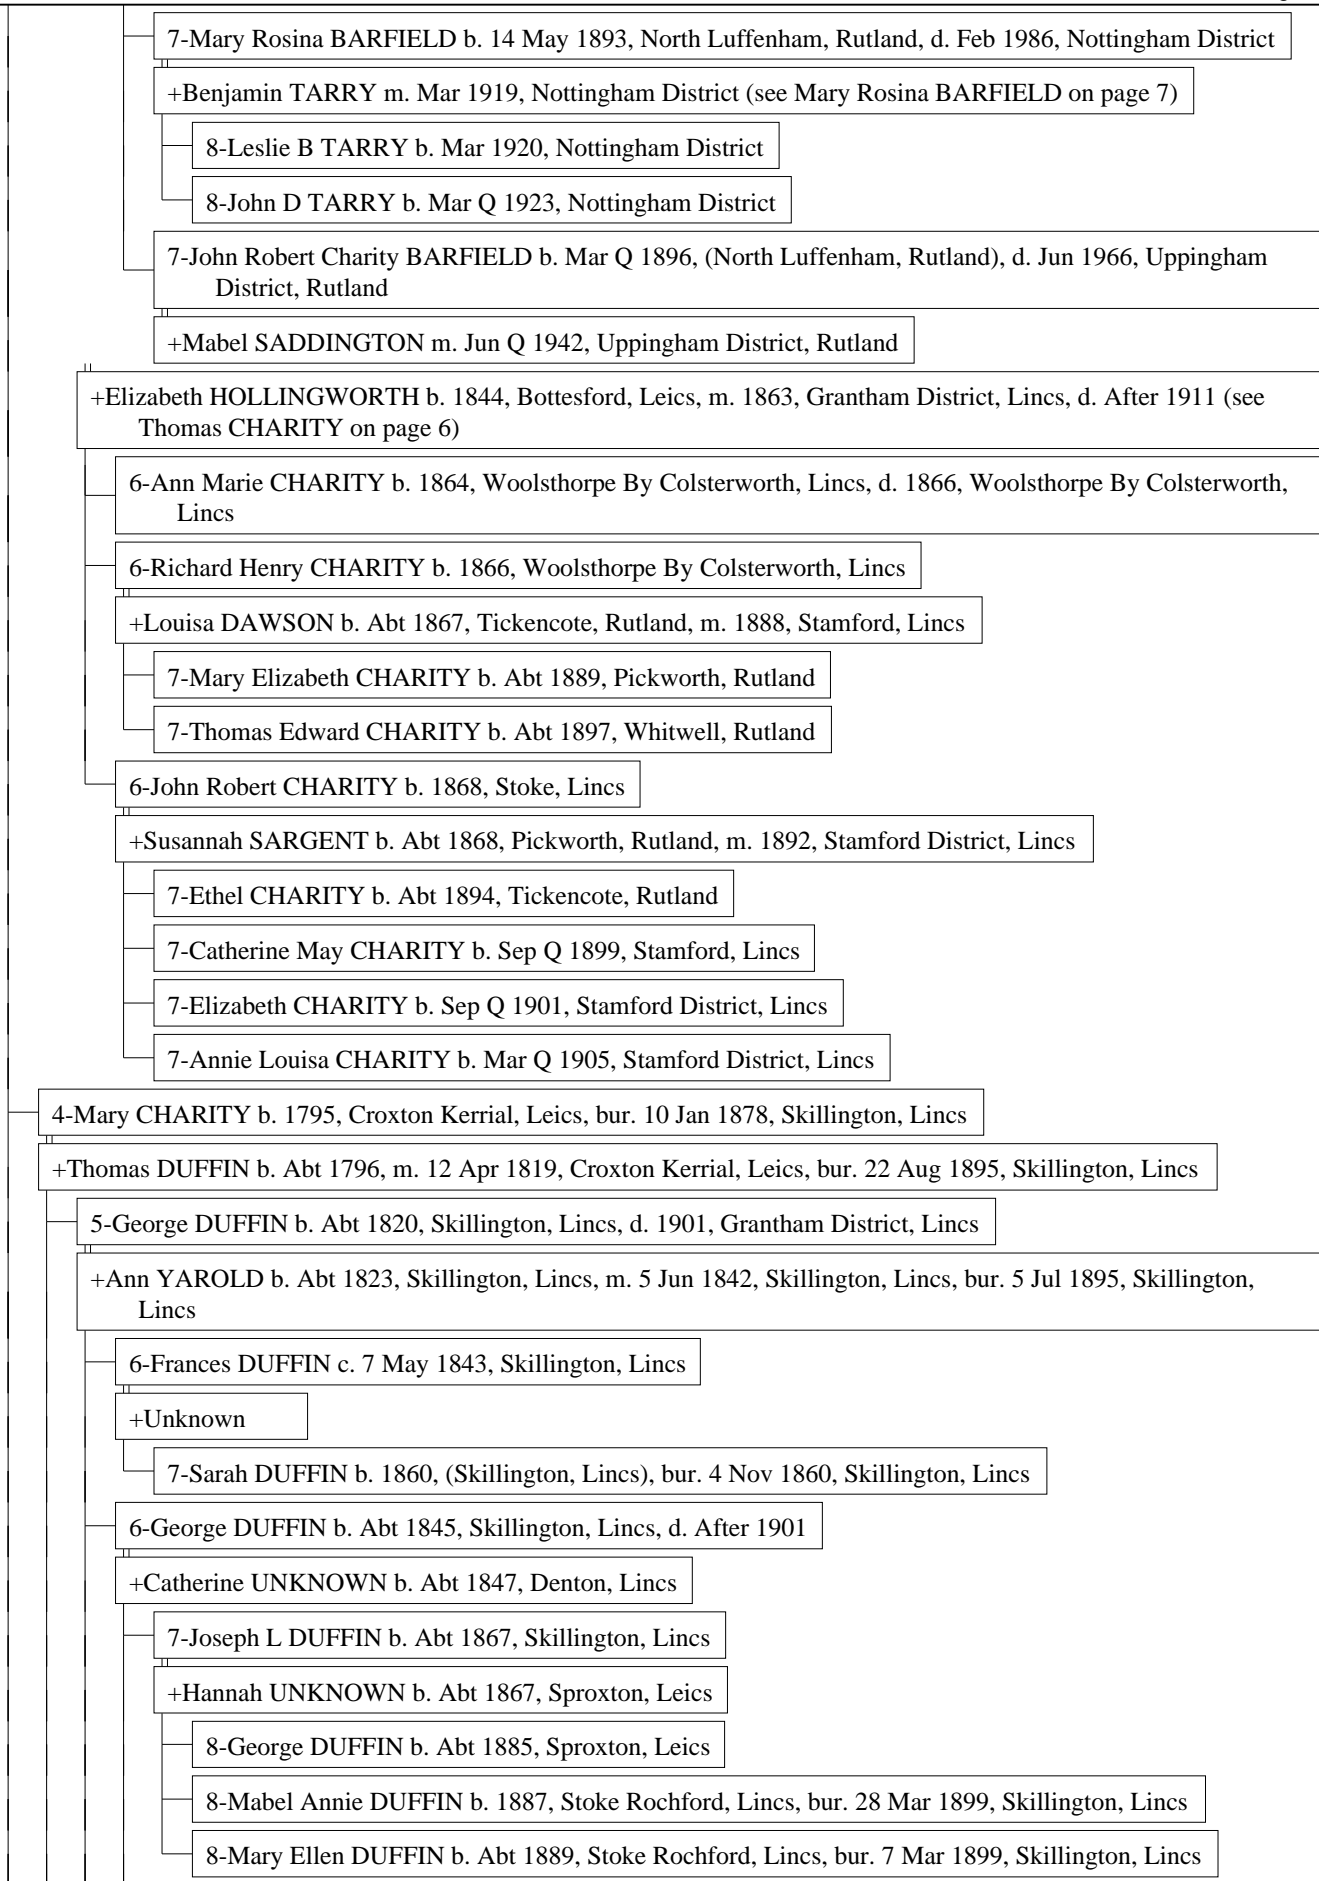 7-Mary Rosina BARFIELD b. 14 May 1893, North Luffenham, Rutland, d. Feb 1986, Nottingham District
+Benjamin TARRY m. Mar 1919, Nottingham District (see Mary Rosina BARFIELD on page 7)
8-Leslie B TARRY b. Mar 1920, Nottingham District
8-John D TARRY b. Mar Q 1923, Nottingham District
7-John Robert Charity BARFIELD b. Mar Q 1896, (North Luffenham, Rutland), d. Jun 1966, Uppingham
District, Rutland
+Mabel SADDINGTON m. Jun Q 1942, Uppingham District, Rutland
+Elizabeth HOLLINGWORTH b. 1844, Bottesford, Leics, m. 1863, Grantham District, Lincs, d. After 1911 (see
Thomas CHARITY on page 6)
6-Ann Marie CHARITY b. 1864, Woolsthorpe By Colsterworth, Lincs, d. 1866, Woolsthorpe By Colsterworth,
Lincs
6-Richard Henry CHARITY b. 1866, Woolsthorpe By Colsterworth, Lincs
+Louisa DAWSON b. Abt 1867, Tickencote, Rutland, m. 1888, Stamford, Lincs
7-Mary Elizabeth CHARITY b. Abt 1889, Pickworth, Rutland
7-Thomas Edward CHARITY b. Abt 1897, Whitwell, Rutland
6-John Robert CHARITY b. 1868, Stoke, Lincs
+Susannah SARGENT b. Abt 1868, Pickworth, Rutland, m. 1892, Stamford District, Lincs
7-Ethel CHARITY b. Abt 1894, Tickencote, Rutland
7-Catherine May CHARITY b. Sep Q 1899, Stamford, Lincs
7-Elizabeth CHARITY b. Sep Q 1901, Stamford District, Lincs
7-Annie Louisa CHARITY b. Mar Q 1905, Stamford District, Lincs
4-Mary CHARITY b. 1795, Croxton Kerrial, Leics, bur. 10 Jan 1878, Skillington, Lincs
+Thomas DUFFIN b. Abt 1796, m. 12 Apr 1819, Croxton Kerrial, Leics, bur. 22 Aug 1895, Skillington, Lincs
5-George DUFFIN b. Abt 1820, Skillington, Lincs, d. 1901, Grantham District, Lincs
+Ann YAROLD b. Abt 1823, Skillington, Lincs, m. 5 Jun 1842, Skillington, Lincs, bur. 5 Jul 1895, Skillington,
Lincs
6-Frances DUFFIN c. 7 May 1843, Skillington, Lincs
+Unknown
7-Sarah DUFFIN b. 1860, (Skillington, Lincs), bur. 4 Nov 1860, Skillington, Lincs
6-George DUFFIN b. Abt 1845, Skillington, Lincs, d. After 1901
+Catherine UNKNOWN b. Abt 1847, Denton, Lincs
7-Joseph L DUFFIN b. Abt 1867, Skillington, Lincs
+Hannah UNKNOWN b. Abt 1867, Sproxton, Leics
8-George DUFFIN b. Abt 1885, Sproxton, Leics
8-Mabel Annie DUFFIN b. 1887, Stoke Rochford, Lincs, bur. 28 Mar 1899, Skillington, Lincs
8-Mary Ellen DUFFIN b. Abt 1889, Stoke Rochford, Lincs, bur. 7 Mar 1899, Skillington, Lincs